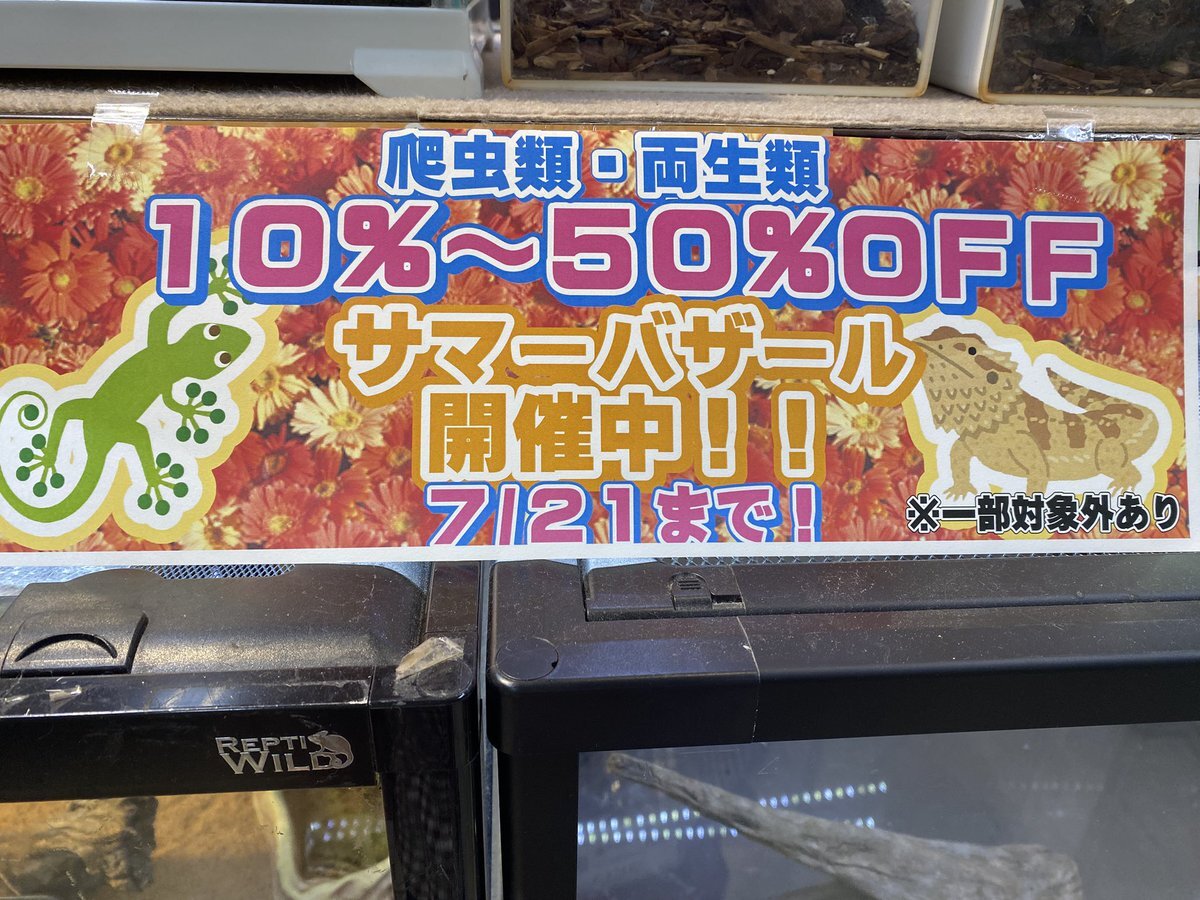 爬虫類・両生類
10%～50%OFF
サマーバザール
開催中！！
7/21まで！
※一部対象外あり
REPTI
WILD